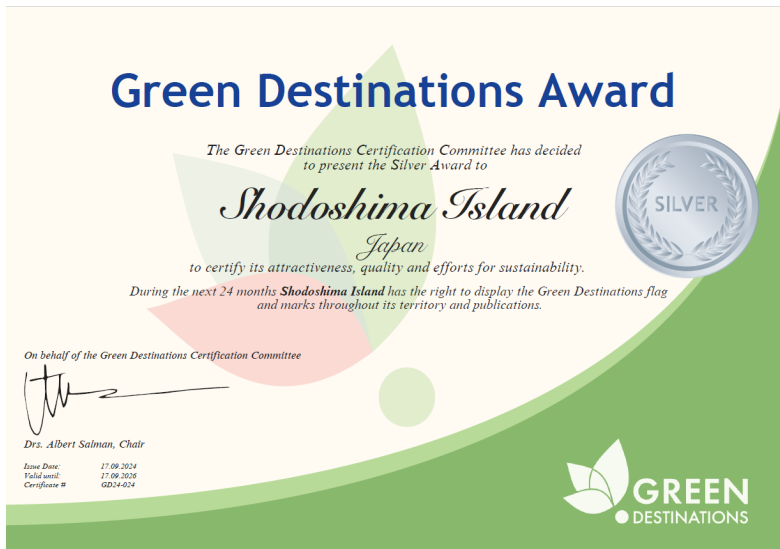 Green Destinations Award
The Green Destinations Certification Committee has decided
to present the Silver Award to
Shodoshima Island
Japan
to certify its attractiveness, quality and efforts for sustainability.
During the next 24 months Shodoshima Island has the right to display the Green Destinations flag
and marks throughout its territory and publications.
SILVER
On behalf of the Green Destinations Certification Committee
Drs. Albert Salman, Chair
Issue Date: 17.09.2024
Valid until: 17.09.2026
Certificate # GD24-024
GREEN
DESTINATIONS